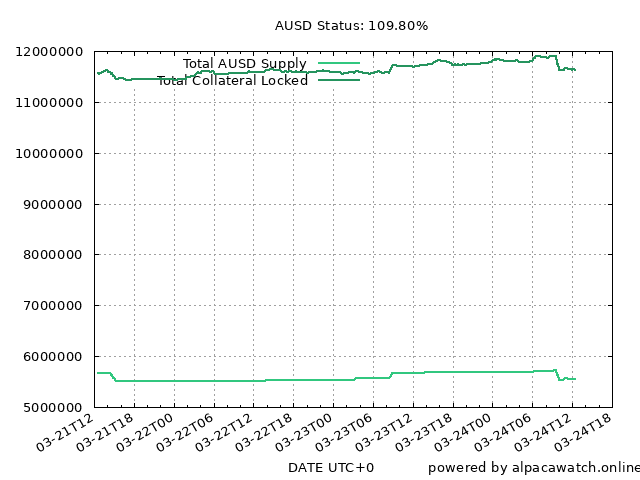 AUSD Status: 109.80%
12000000
11000000
10000000
9000000
8000000
7000000
6000000
5000000
Total AUSD Supply
Total Collateral Locked
03-21T12
03-21T18
03-22T00
03-22T06
03-22T12
03-22T18
03-23T00
03-23T06
03-23T12
03-23T18
03-24T00
03-24T06
03-24T12
03-24T18
DATE UTC+0
powered by alpacawatch.online